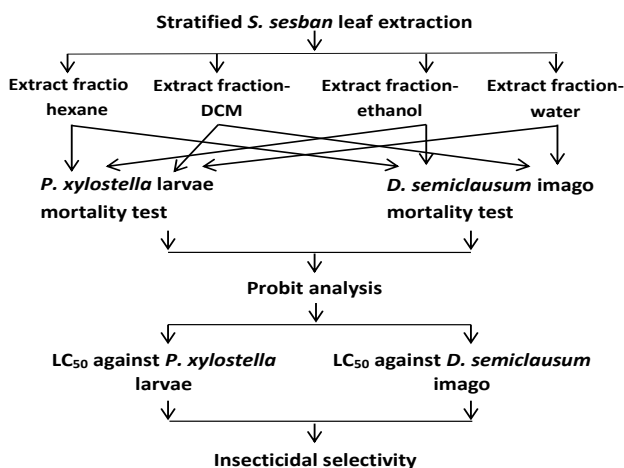 Stratified S. sesban leaf extraction
Extract fractio Extract fraction- Extract fraction- Extract fraction-
hexane DCM ethanol water
P. xylostella larvae D. semiclausum imago
mortality test mortality test
Probit analysis
LC₅₀ against P. xylostella LC₅₀ against D. semiclausum
larvae imago
Insecticidal selectivity